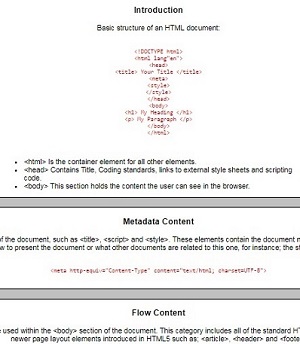 Introduction
Basic structure of an HTML document:
<!DOCTYPE html>
<html lang"en">
<head>
<title> Your Title </title>
<meta>
<style>
</style>
</head>
<body>
<h1> My Heading </h1>
<p> My Paragraph </p>
</body>
</html>
<html> Is the container element for all other elements.
<head> Contains Title, Coding standards, links to external style sheets and scripting
code.
<body> This section holds the content the user can see in the browser.
Metadata Content
of the document, such as <title>, <script> and <style>. These elements contain the document
to present the document or what other documents are related to this one, for instance; the
<meta http-equiv="Content-Type" content="text/html; charset=UTF-8">
Flow Content
used within the <body> section of the document. This category includes all of the standard
newer page layout elements introduced in HTML5 such as; <article>, <header> and